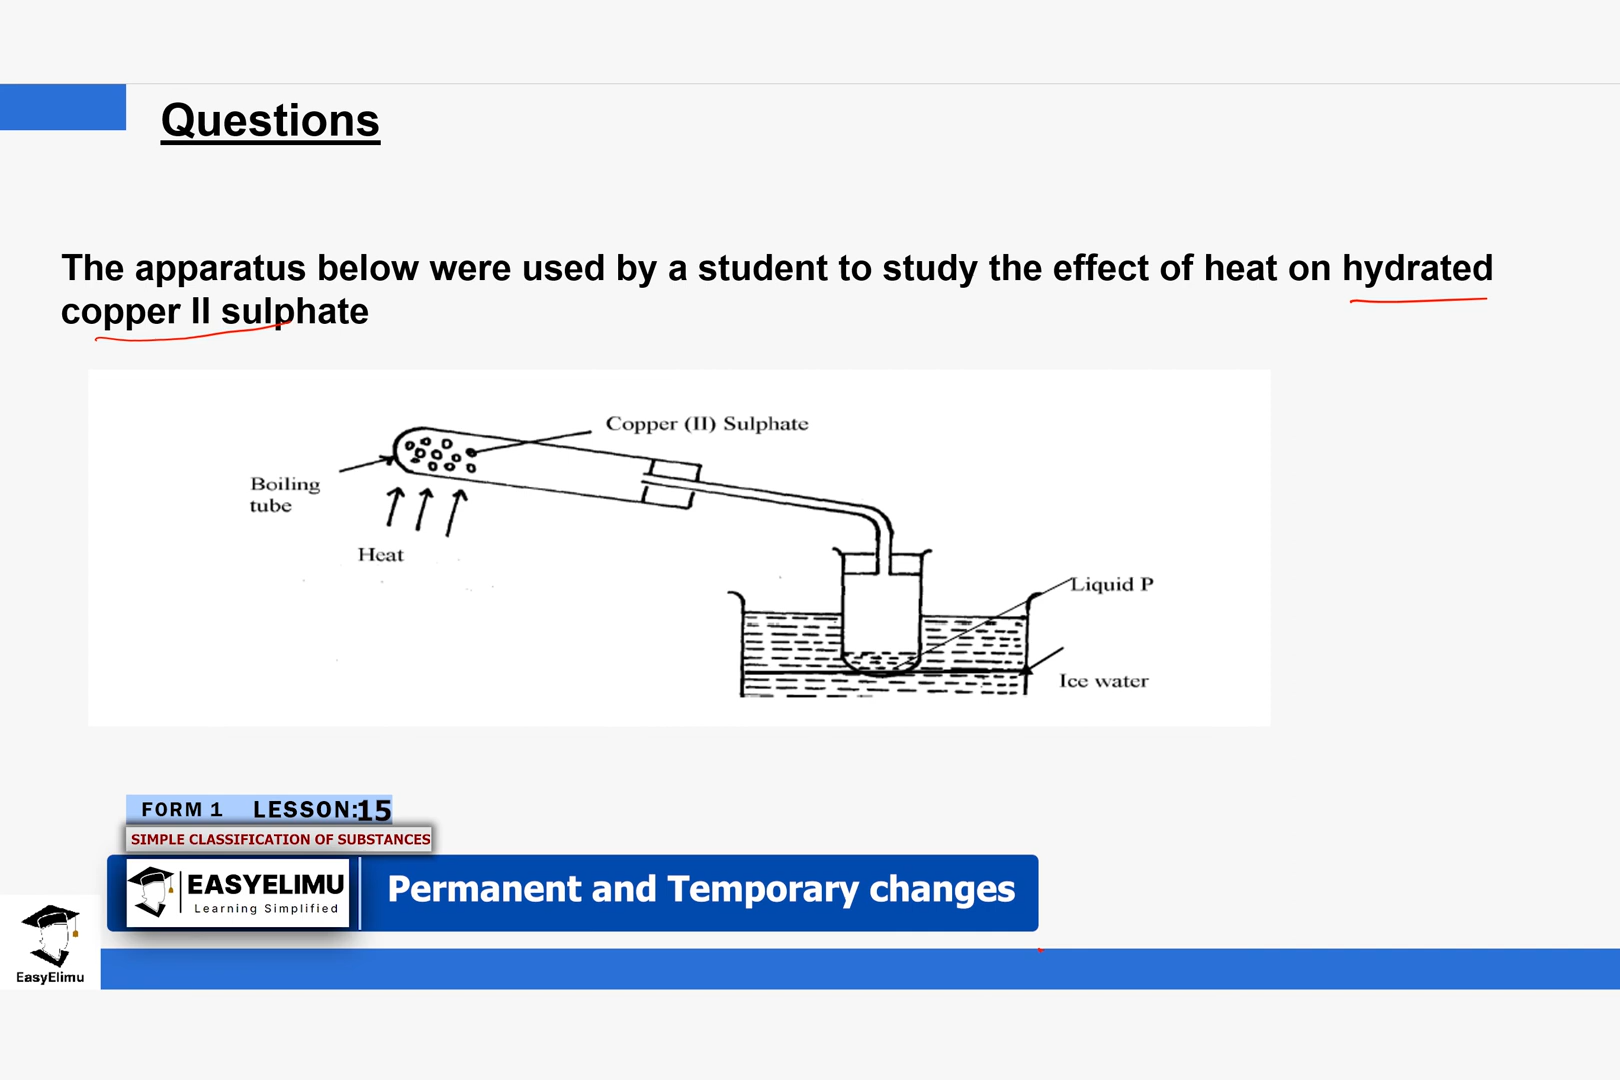 Questions
The apparatus below were used by a student to study the effect of heat on hydrated
copper II sulphate
Copper (II) Sulphate
Boiling
tube
Heat
Liquid P
Ice water
FORM 1 LESSON:15
SIMPLE CLASSIFICATION OF SUBSTANCES
EASYELIMU
Learning Simplified
Permanent and Temporary changes
EasyElimu